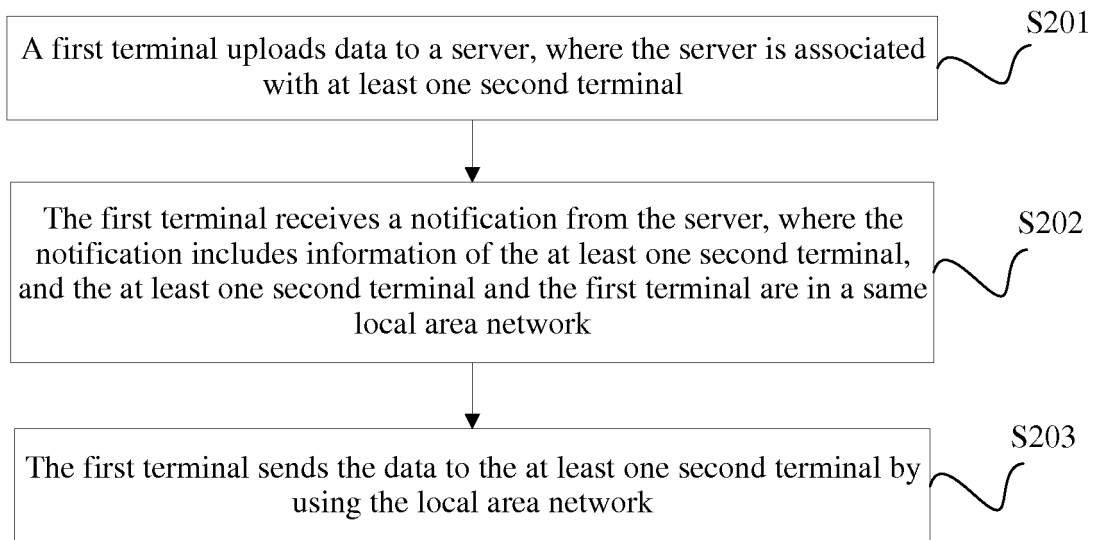 S201
A first terminal uploads data to a server, where the server is associated
with at least one second terminal
S202
The first terminal receives a notification from the server, where the
notification includes information of the at least one second terminal,
and the at least one second terminal and the first terminal are in a same
local area network
S203
The first terminal sends the data to the at least one second terminal by
using the local area network